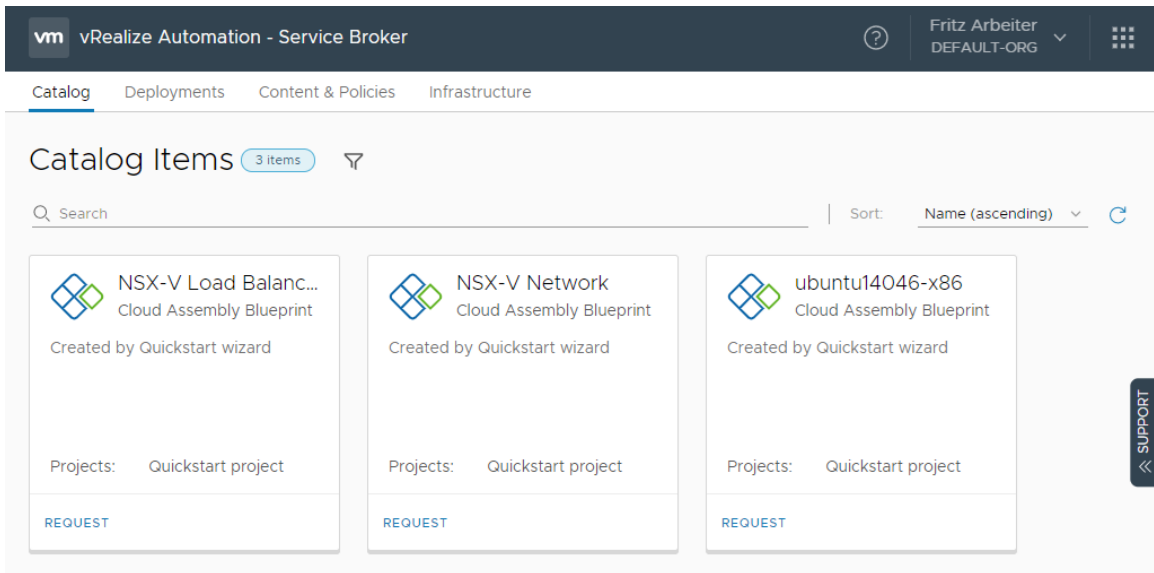 vm vRealize Automation - Service Broker
Fritz Arbeiter
DEFAULT-ORG
Catalog Deployments Content & Policies Infrastructure
Catalog Items 3 items
Search
Sort: Name (ascending)
NSX-V Load Balanc...
Cloud Assembly Blueprint
Created by Quickstart wizard
Projects: Quickstart project
REQUEST
NSX-V Network
Cloud Assembly Blueprint
Created by Quickstart wizard
Projects: Quickstart project
REQUEST
ubuntu14046-x86
Cloud Assembly Blueprint
Created by Quickstart wizard
Projects: Quickstart project
REQUEST
SUPPORT